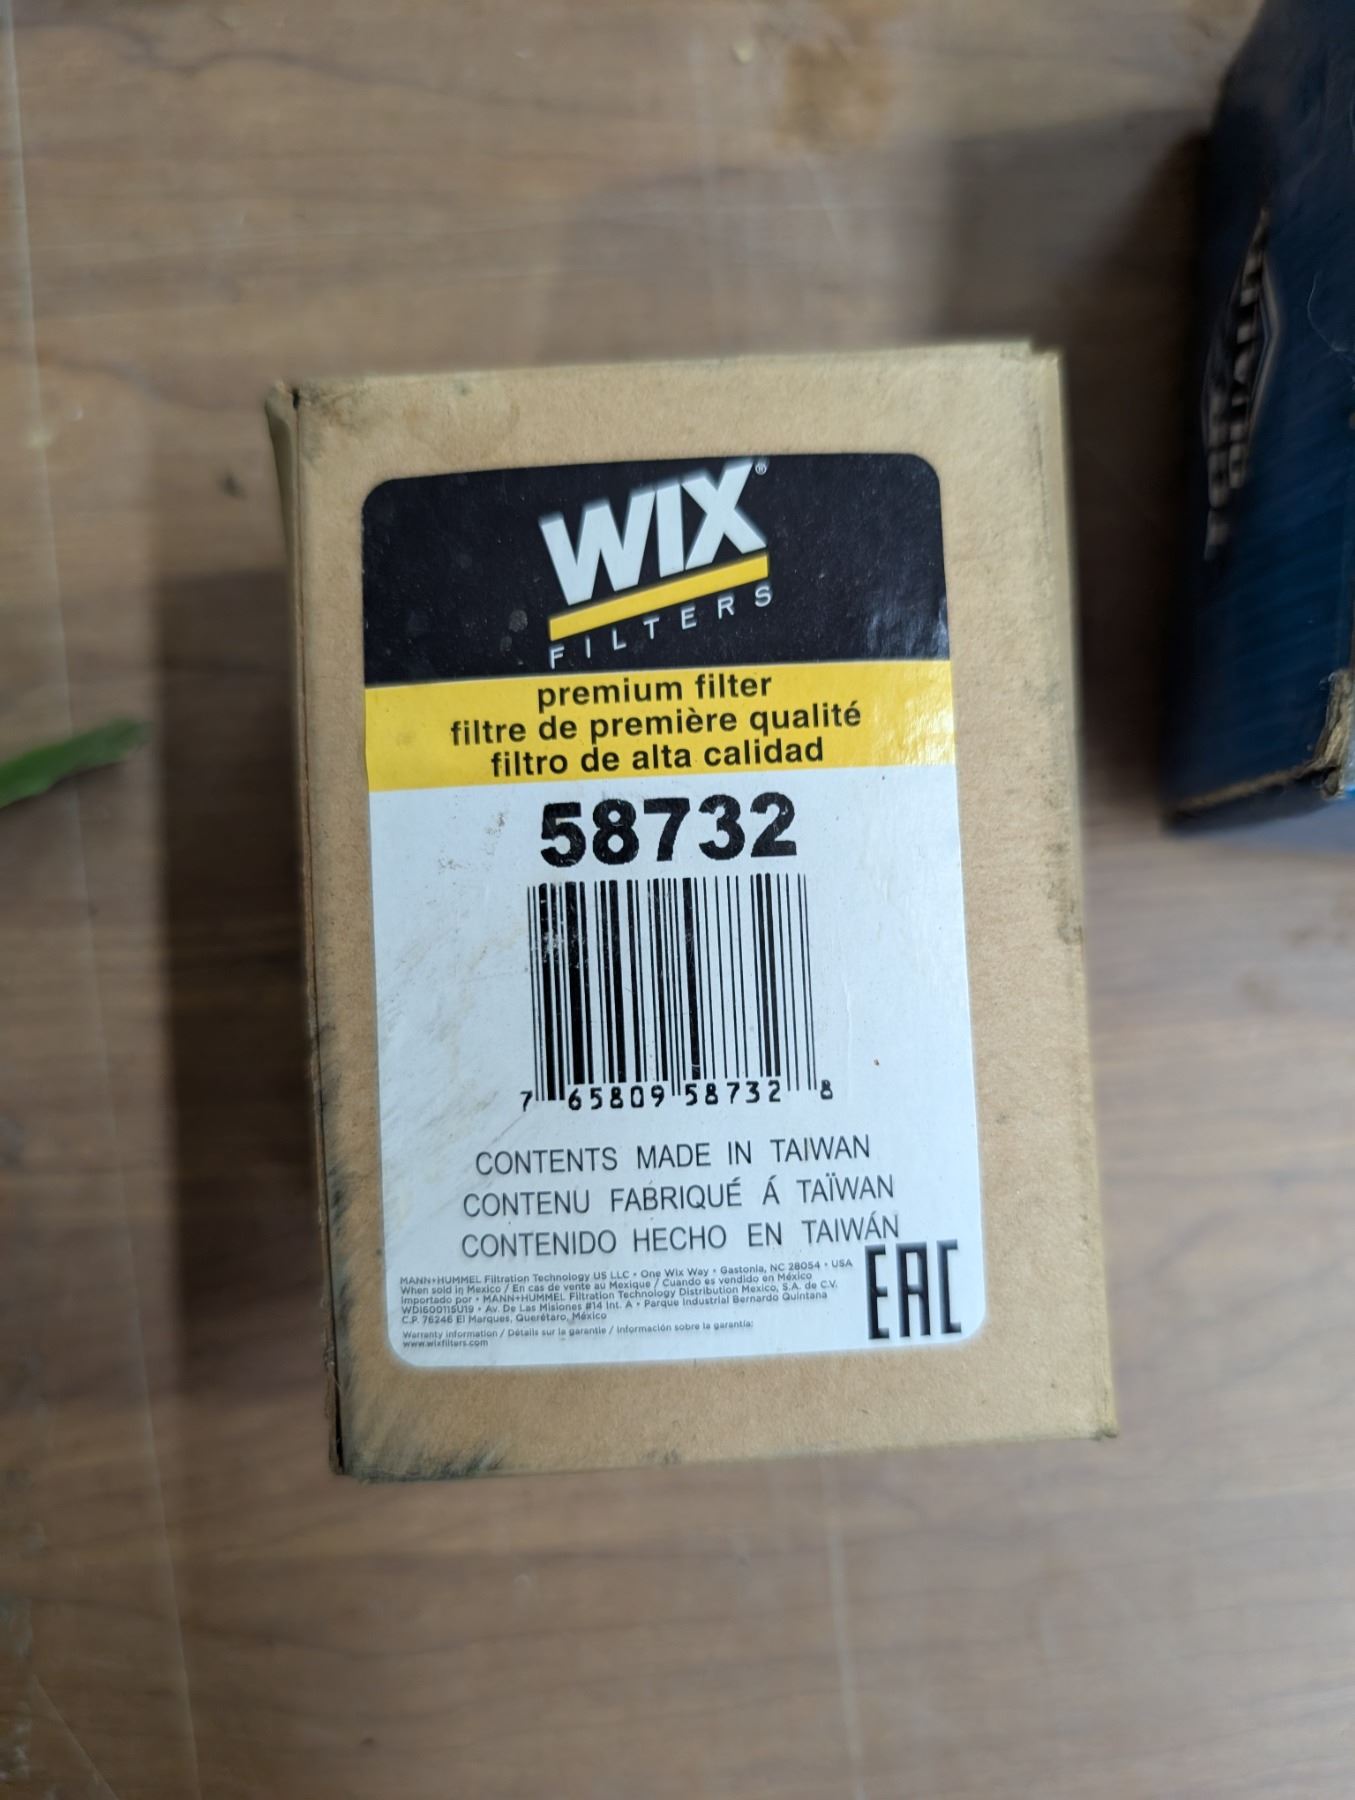 WIX®
FILTERS
premium filter
filtre de première qualité
filtro de alta calidad
58732
7 65809 58732 8
CONTENTS MADE IN TAIWAN
CONTENU FABRIQUÉ Á TAÏWAN
CONTENIDO HECHO EN TAIWÁN
EAC
MANN+HUMMEL Filtration Technology US LLC • One Wix Way • Gastonia, NC 28054 • USA
When sold in Mexico / En cas de vente au Mexique / Cuando es vendido en México
Importado por • MANN+HUMMEL Filtration Technology Distribution Mexico, S.A. de C.V.
WDI600115U19 • Av. De Las Misiones #14 Int. A • Parque Industrial Bernardo Quintana
C.P. 76246 El Marques, Querétaro, México
Warranty information / Détails sur la garantie / Información sobre la garantía:
www.wixfilters.com
QUALITY